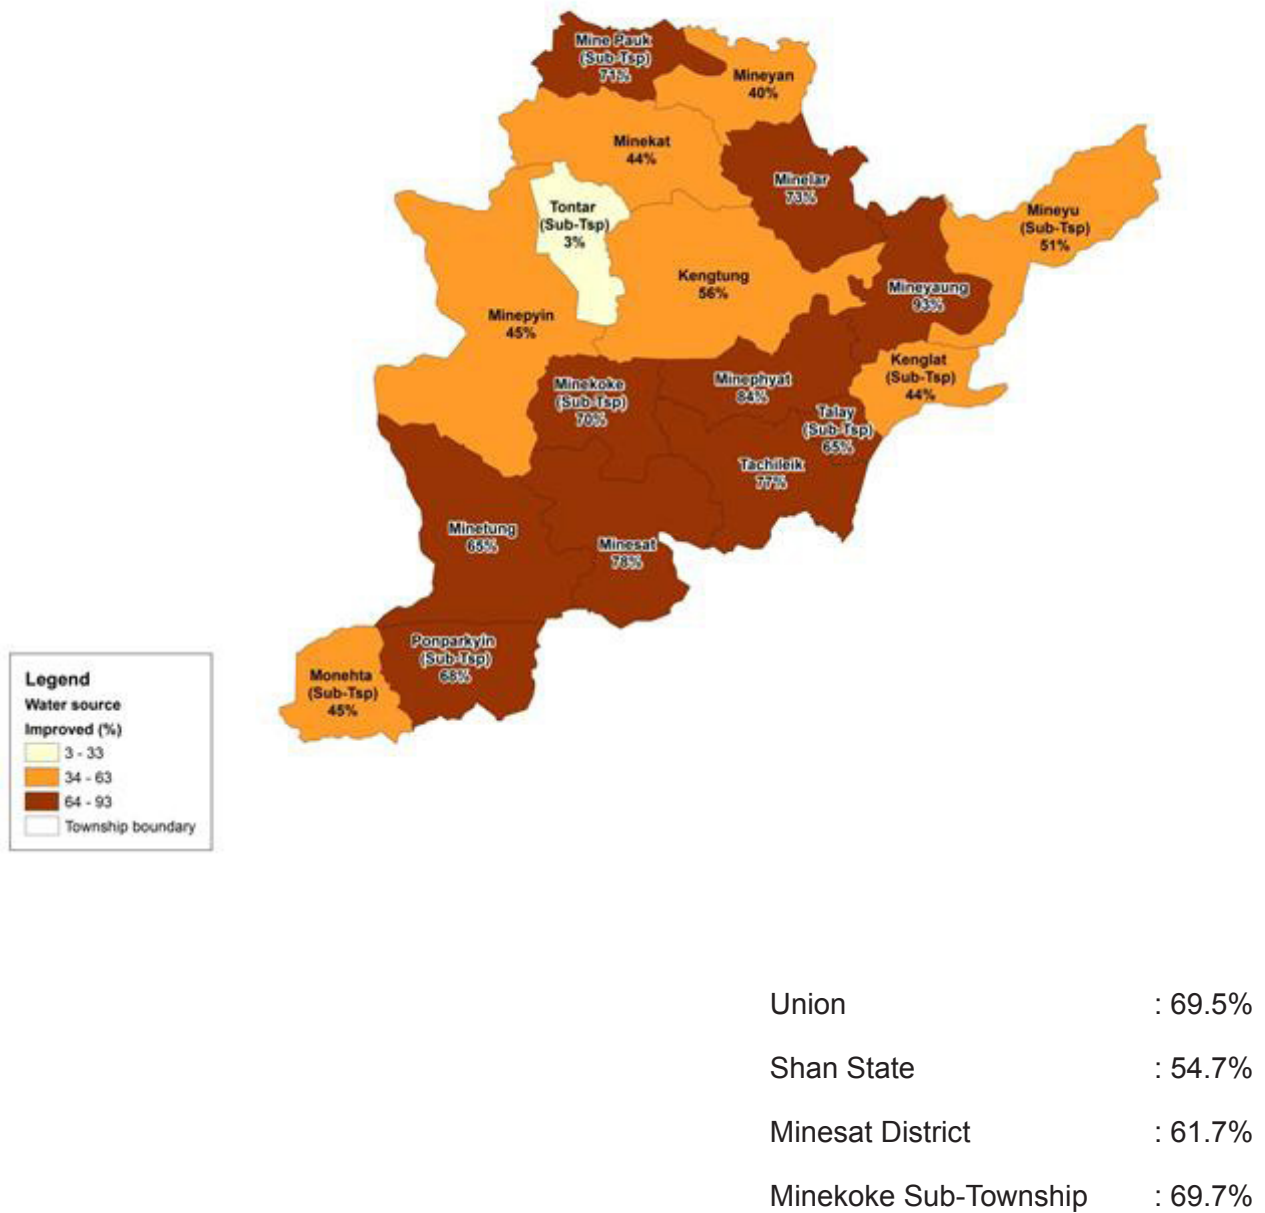 Mine Pauk
(Sub-Tsp)
71%
Mineyan
40%
Minekat
44%
Minelar
73%
Tontar
(Sub-Tsp)
3%
Mineyu
(Sub-Tsp)
51%
Kengtung
56%
Mineyaung
93%
Minepyin
45%
Kenglat
(Sub-Tsp)
44%
Minekoke
(Sub-Tsp)
70%
Minephyat
84%
Talay
(Sub-Tsp)
65%
Tachileik
77%
Minetung
65%
Minesat
78%
Ponparkyin
(Sub-Tsp)
68%
Monehta
(Sub-Tsp)
45%
Legend
Water source
Improved (%)
3 - 33
34 - 63
64 - 93
Township boundary
Union : 69.5%
Shan State : 54.7%
Minesat District : 61.7%
Minekoke Sub-Township : 69.7%